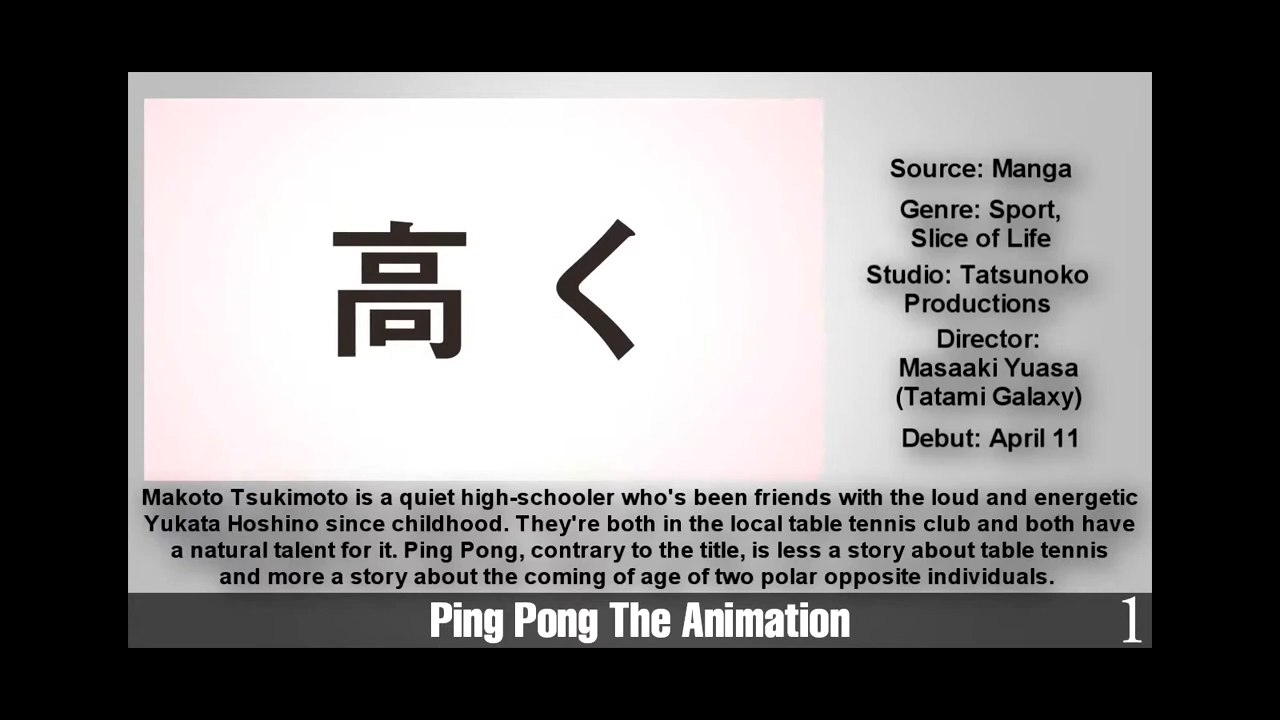 高く
Source: Manga
Genre: Sport,
Slice of Life
Studio: Tatsunoko
Productions
Director:
Masaaki Yuasa
(Tatami Galaxy)
Debut: April 11
Makoto Tsukimoto is a quiet high-schooler who's been friends with the loud and energetic
Yukata Hoshino since childhood. They're both in the local table tennis club and both have
a natural talent for it. Ping Pong, contrary to the title, is less a story about table tennis
and more a story about the coming of age of two polar opposite individuals.
Ping Pong The Animation
1